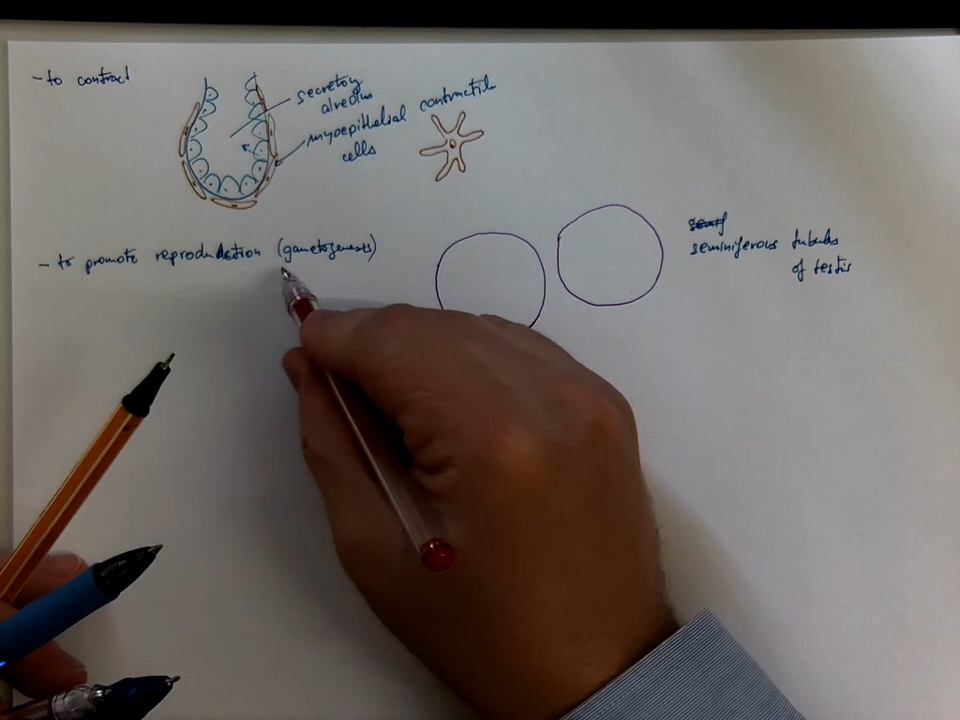 - to contract
secretory
alveolus
myoepithelial contractile
cells
- to promote reproduction (gametogenesis)
seminiferous tubules
of testis